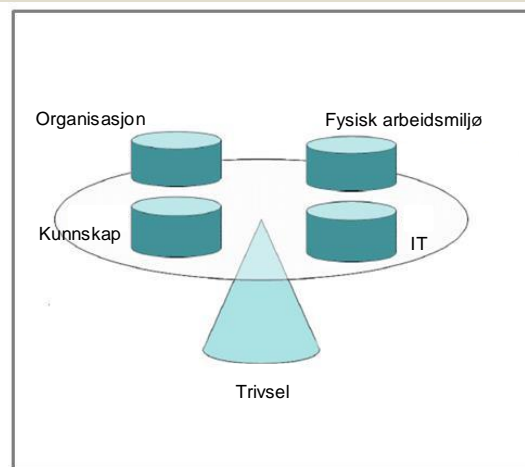 Organisasjon
Fysisk arbeidsmiljø
Kunnskap
IT
Trivsel